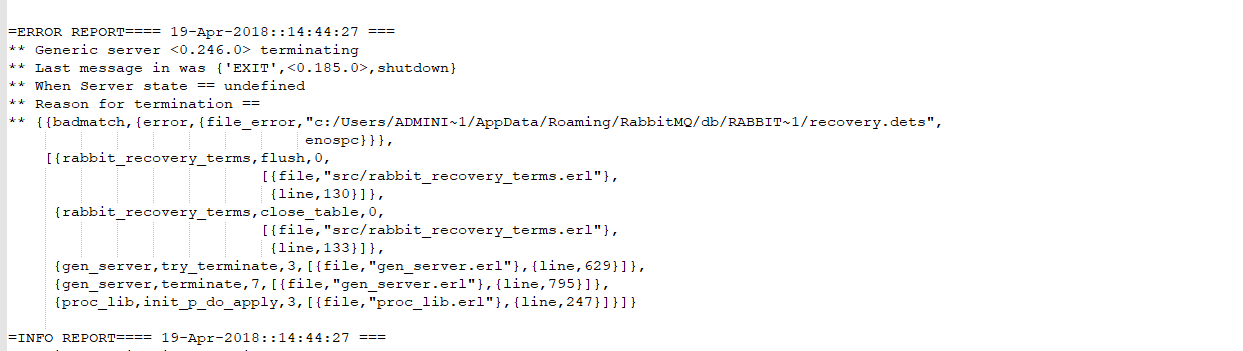 =ERROR REPORT==== 19-Apr-2018::14:44:27 ===
** Generic server <0.246.0> terminating
** Last message in was {'EXIT',<0.185.0>,shutdown}
** When Server state == undefined
** Reason for termination ==
** {{badmatch,{error,{file_error,"c:/Users/ADMINI~1/AppData/Roaming/RabbitMQ/db/RABBIT~1/recovery.dets",
enospc}}},
[{rabbit_recovery_terms,flush,0,
[{file,"src/rabbit_recovery_terms.erl"},
{line,130}]},
{rabbit_recovery_terms,close_table,0,
[{file,"src/rabbit_recovery_terms.erl"},
{line,133}]},
{gen_server,try_terminate,3,[{file,"gen_server.erl"},{line,629}]},
{gen_server,terminate,7,[{file,"gen_server.erl"},{line,795}]},
{proc_lib,init_p_do_apply,3,[{file,"proc_lib.erl"},{line,247}]}]}
=INFO REPORT==== 19-Apr-2018::14:44:27 ===